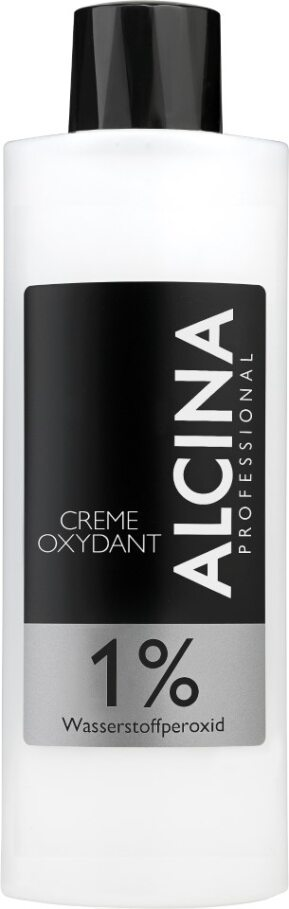 ALCINA
PROFESSIONAL
CREME
OXYDANT
1%
Wasserstoffperoxid